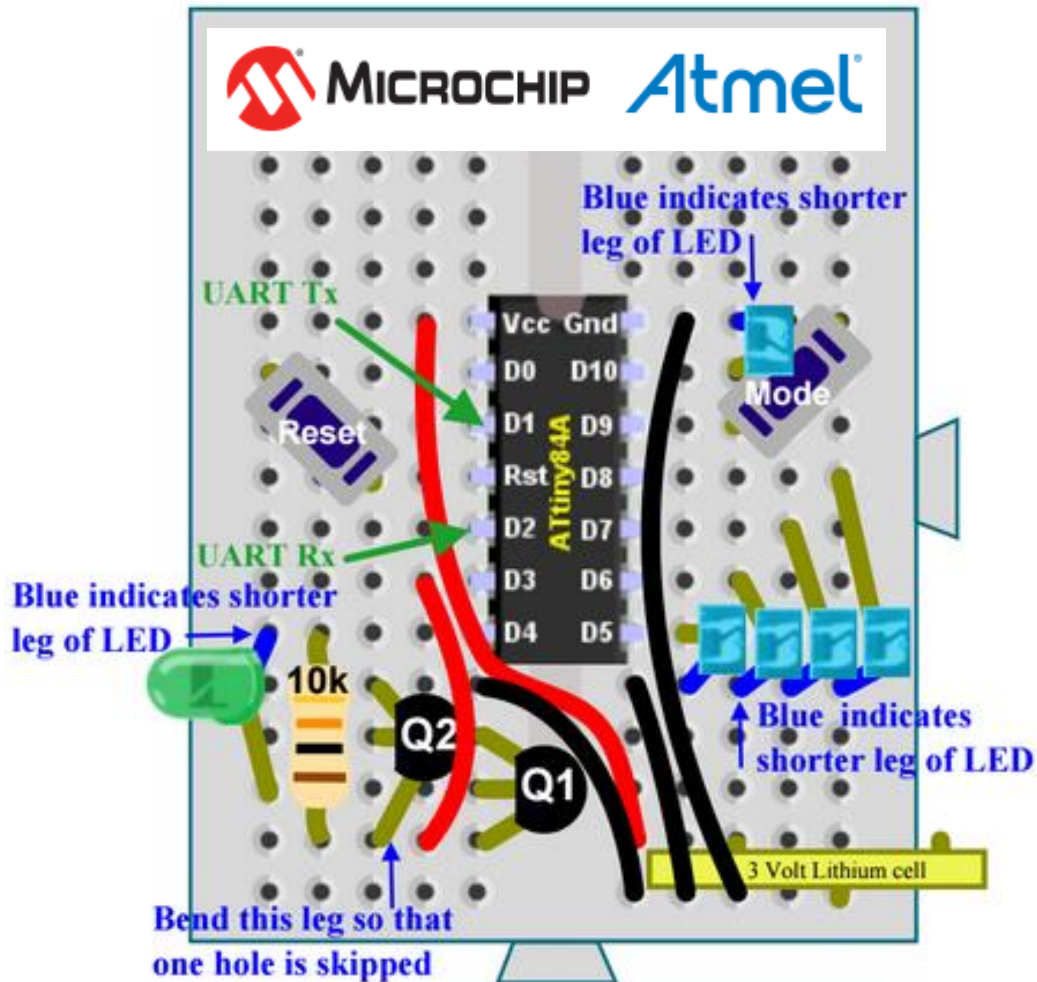 MICROCHIP Atmel
Blue indicates shorter
leg of LED
UART Tx
Vcc Gnd
D0 D10
D1 D9
Rst D8
D2 D7
D3 D6
D4 D5
ATtiny84A
Mode
Reset
UART Rx
Blue indicates shorter
leg of LED
10k
Q2
Q1
Blue indicates
shorter leg of LED
3 Volt Lithium cell
Bend this leg so that
one hole is skipped